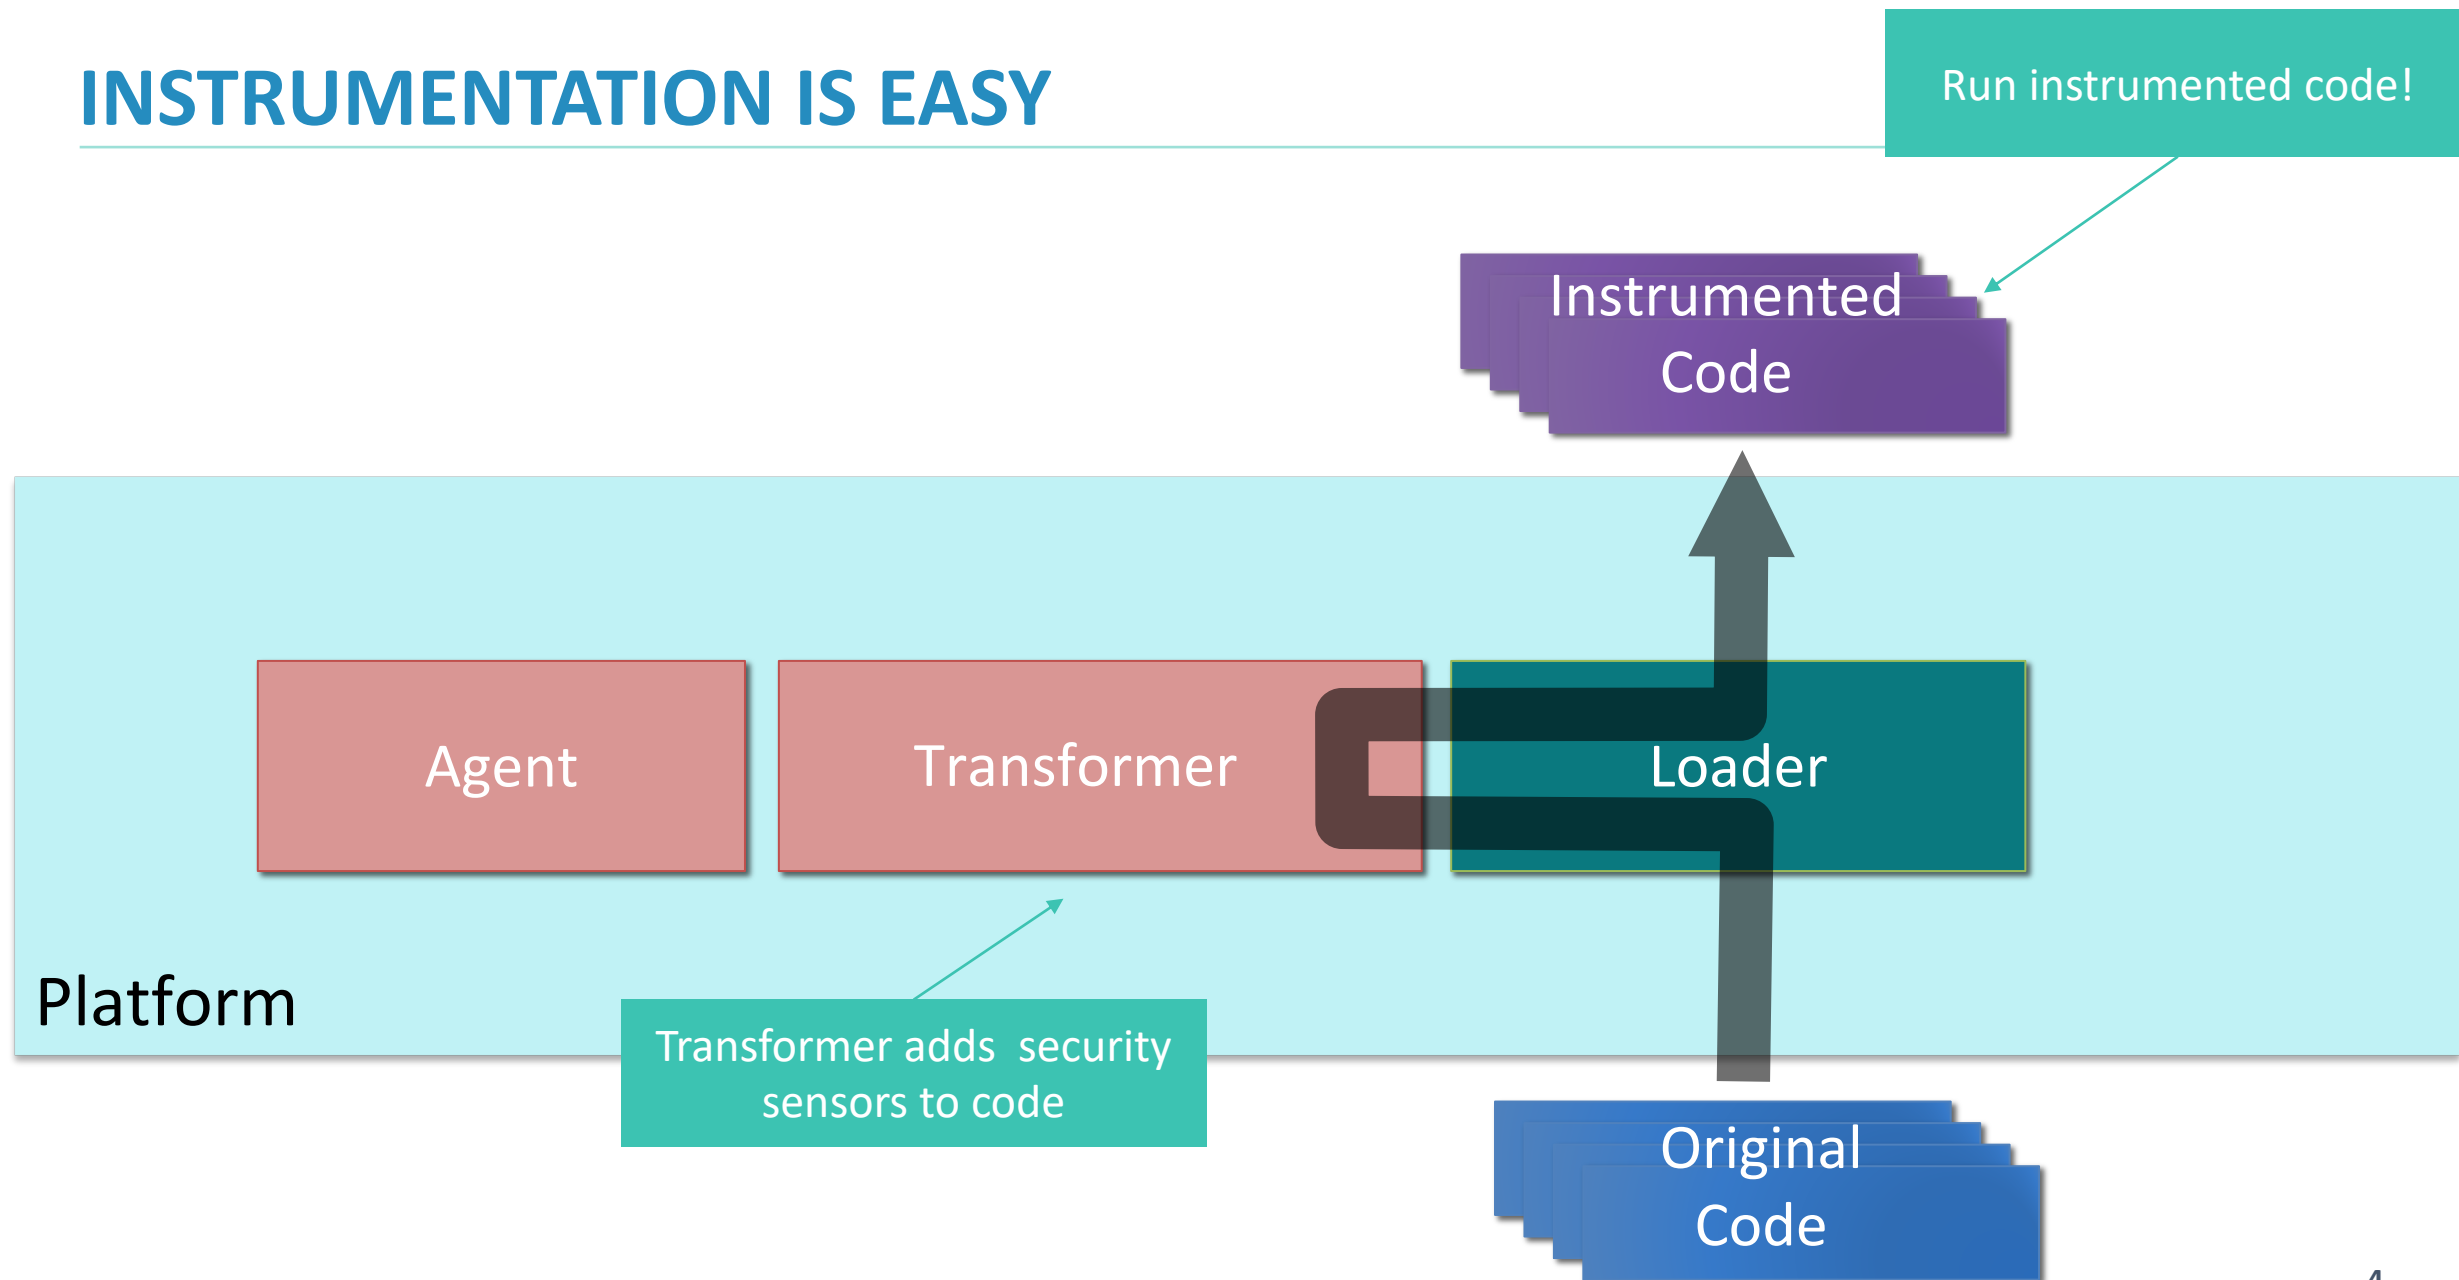 INSTRUMENTATION IS EASY
Run instrumented code!
Instrumented
Code
Agent
Transformer
Loader
Platform
Transformer adds  security
sensors to code
Original
Code